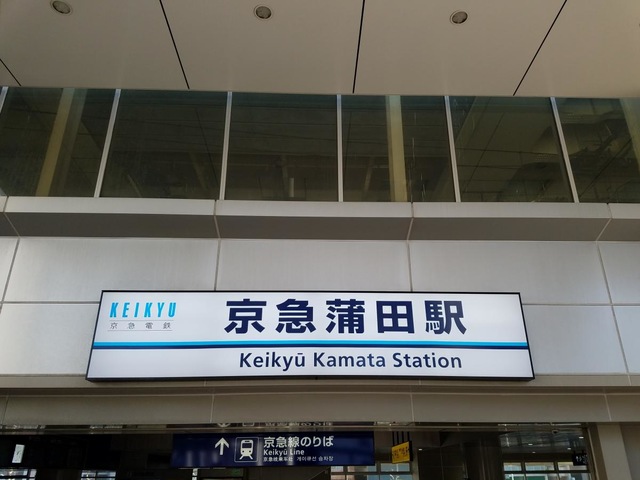 KEIKYU
京急電鉄
京急蒲田駅
Keikyū Kamata Station
京急線のりば
Keikyū Line